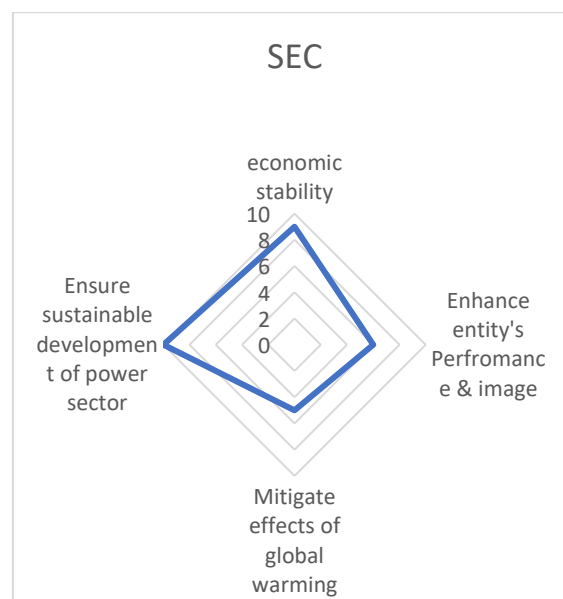 SEC
economic
stability
10
8
6
4
2
0
Enhance
entity's
Perfromanc
e & image
Mitigate
effects of
global
warming
Ensure
sustainable
developmen
t of power
sector